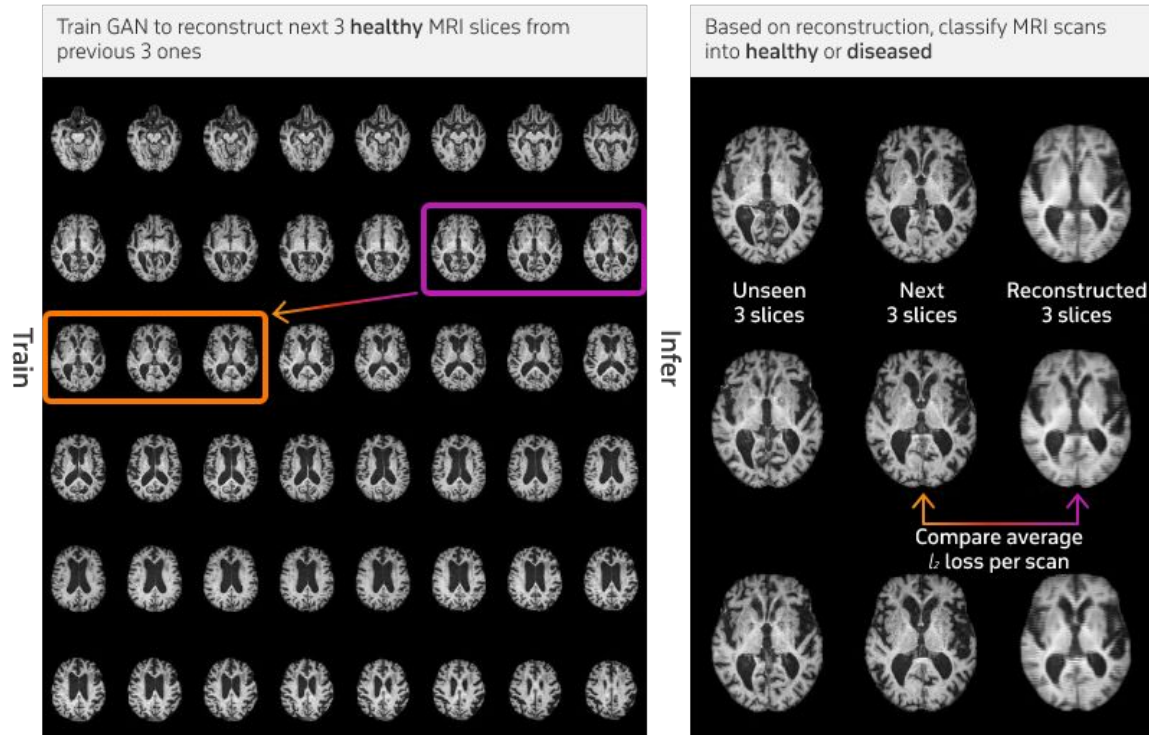 Train GAN to reconstruct next 3 healthy MRI slices from
previous 3 ones
Train
Based on reconstruction, classify MRI scans
into healthy or diseased
Infer
Unseen
3 slices
Next
3 slices
Reconstructed
3 slices
Compare average
l₂ loss per scan